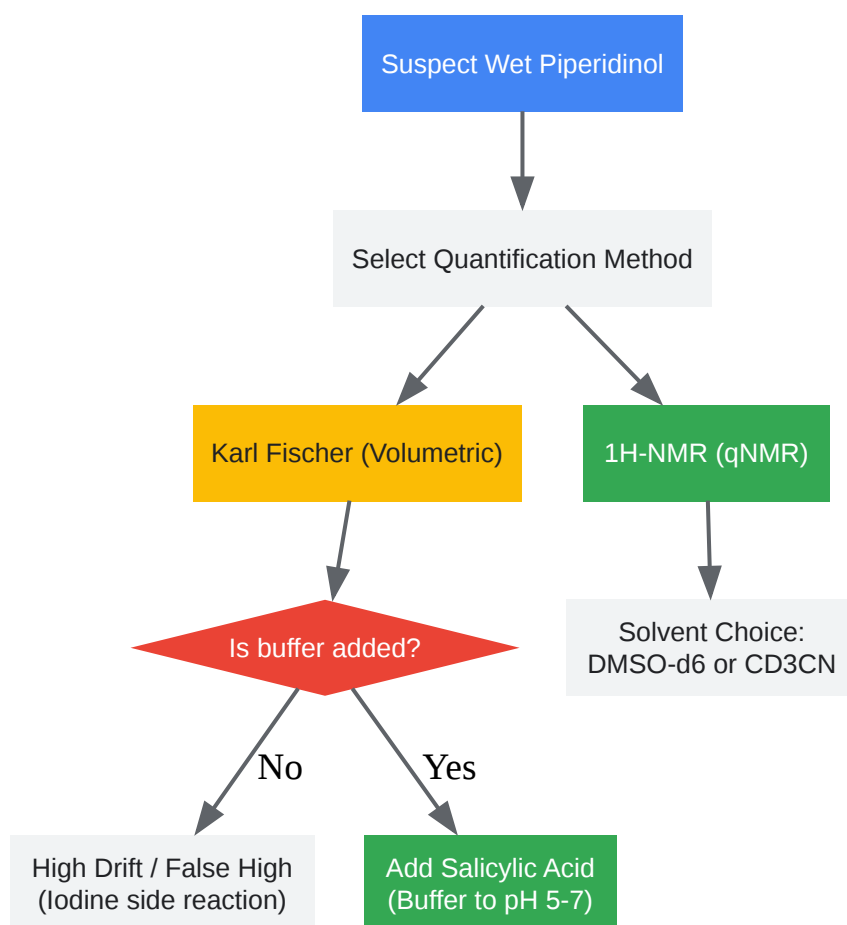 Suspect Wet Piperidinol
Select Quantification Method
Karl Fischer (Volumetric)
1H-NMR (qNMR)
Is buffer added?
Solvent Choice:
DMSO-d6 or CD3CN
No
Yes
High Drift / False High
(Iodine side reaction)
Add Salicylic Acid
(Buffer to pH 5-7)